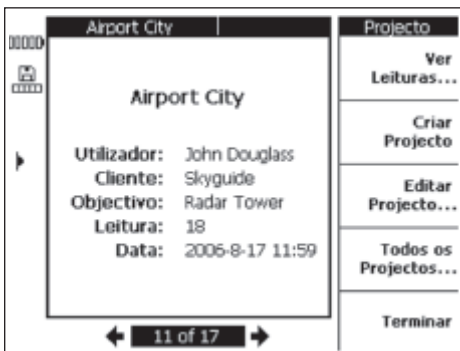 Airport City
Projecto
Ver
Leituras...
Airport City
Criar
Projecto
Utilizador: John Douglass
Cliente: Skyguide
Objectivo: Radar Tower
Leitura: 18
Data: 2006-8-17 11:59
Editar
Projecto...
Todos os
Projectos...
Terminar
11 of 17